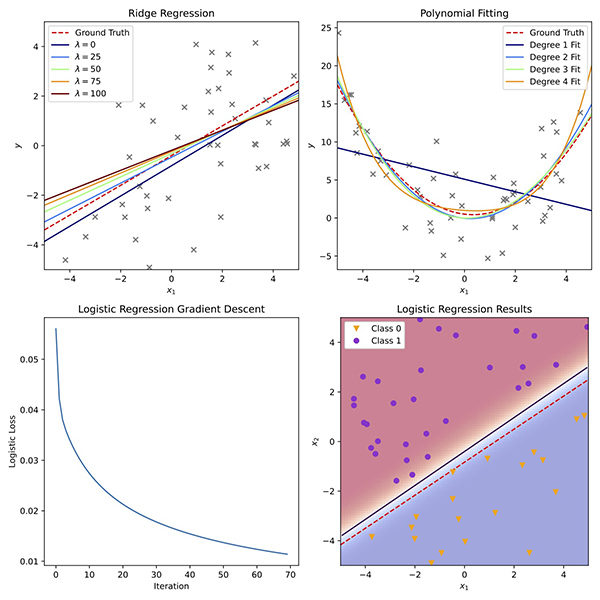 Ridge Regression
Ground Truth
λ = 0
λ = 25
λ = 50
λ = 75
λ = 100
4
2
0
−2
−4
y
−4 −2 0 2 4
x₁
Polynomial Fitting
Ground Truth
Degree 1 Fit
Degree 2 Fit
Degree 3 Fit
Degree 4 Fit
25
20
15
10
5
0
−5
y
−4 −2 0 2 4
x₁
Logistic Regression Gradient Descent
0.05
0.04
0.03
0.02
0.01
Logistic Loss
0 10 20 30 40 50 60 70
Iteration
Logistic Regression Results
Class 0
Class 1
4
2
0
−2
−4
x₂
−4 −2 0 2 4
x₁